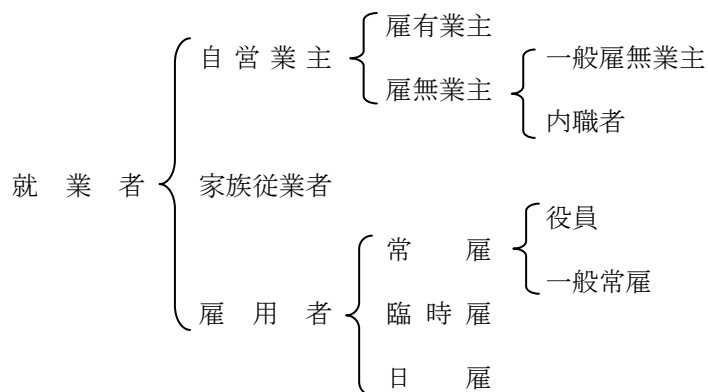 雇有業主
自営業主
一般雇無業主
雇無業主
内職者
就業者
家族従業者
役員
常雇
一般常雇
雇用者
臨時雇
日雇